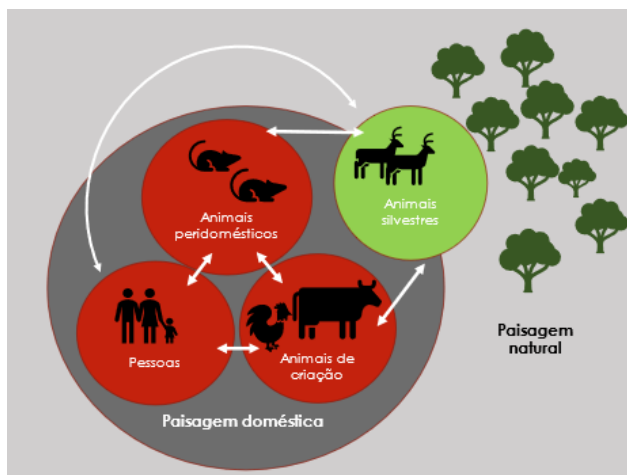 Animais
peridomésticos
Animais
silvestres
Pessoas
Animais de
criação
Paisagem
natural
Paisagem doméstica